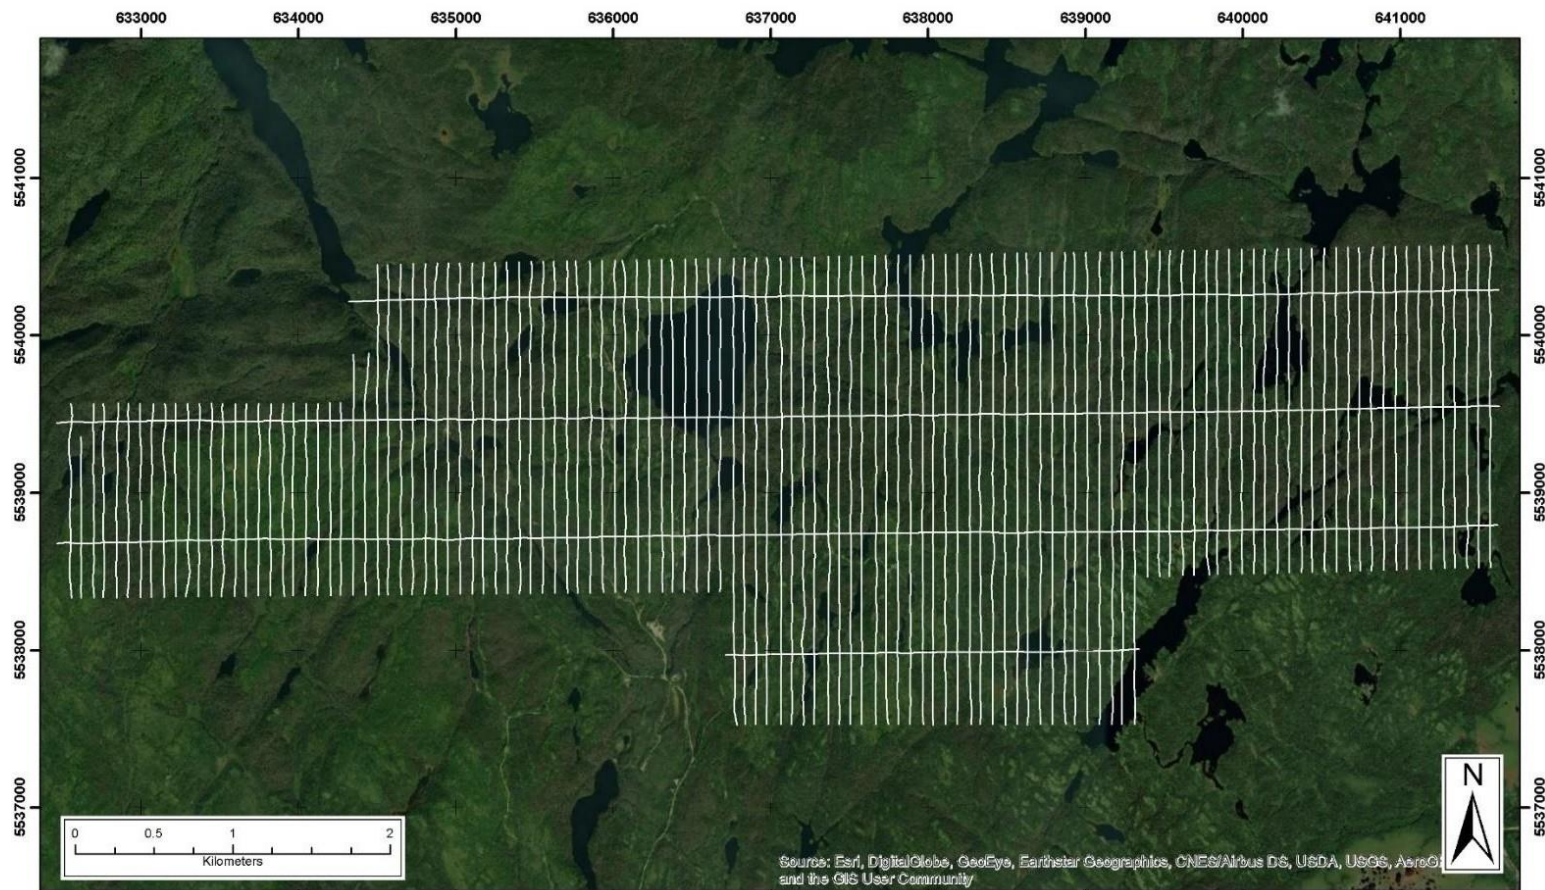 633000 634000 635000 636000 637000 638000 639000 640000 641000
5541000 5541000
5540000 5540000
5539000 5539000
5538000 5538000
5537000 5537000
N
0 0.5 1 2
Kilometers
Source: Esri, DigitalGlobe, GeoEye, Earthstar Geographics, CNES/Airbus DS, USDA, USGS,
and the GIS User Community